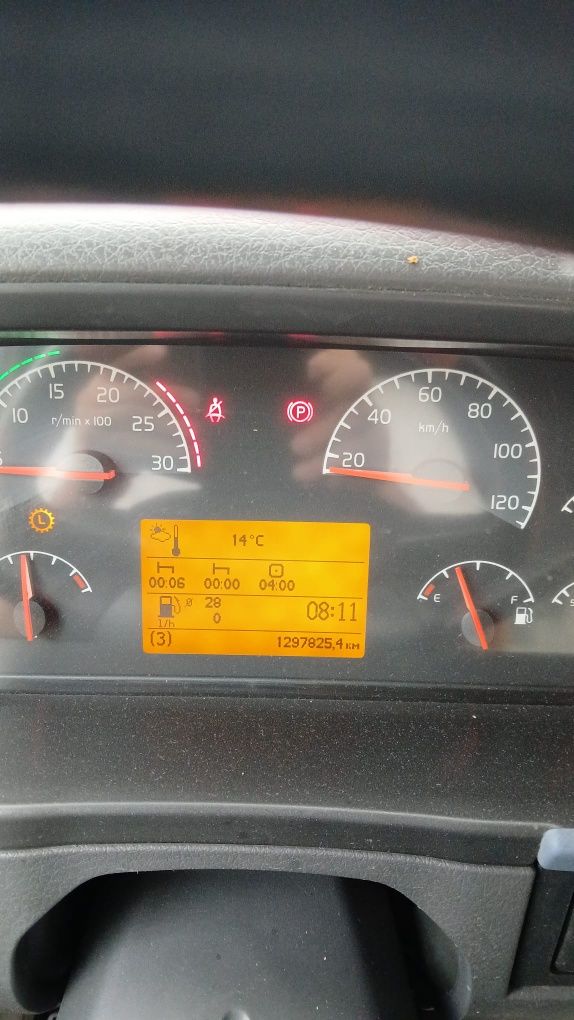 10 15 20 25 30
r/min x 100
P
20 40 60 80 100 120
km/h
L
14°C
00:06 00:00 04:00
ø 28
l/h 0
08:11
(3) 1297825,4 км
E F